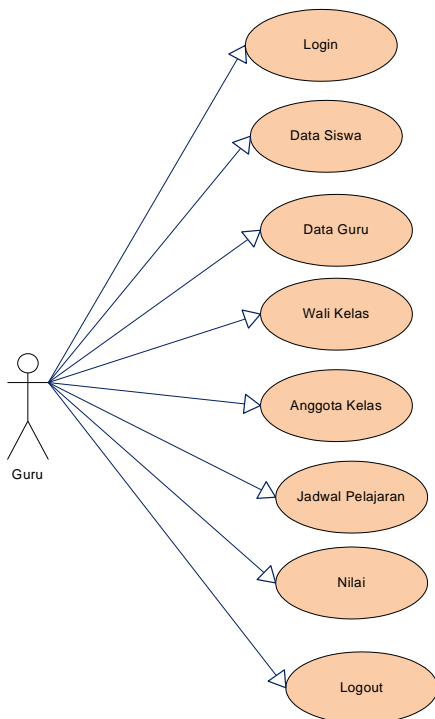 Login
Data Siswa
Data Guru
Wali Kelas
Anggota Kelas
Guru
Jadwal Pelajaran
Nilai
Logout